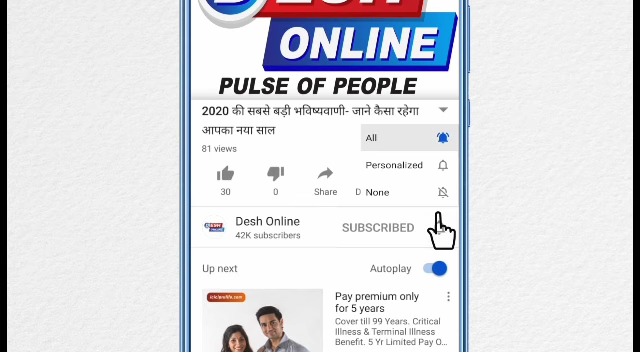 DESH
ONLINE
PULSE OF PEOPLE
2020 की सबसे बड़ी भविष्यवाणी- जाने कैसा रहेगा
आपका नया साल
81 views
All
Personalized
None
30
0
Share
D
Desh Online
42K subscribers
SUBSCRIBED
Up next
Autoplay
Pay premium only
for 5 years
Cover till 99 Years. Critical
Illness & Terminal Illness
Benefit. 5 Yr Limited Pay O...